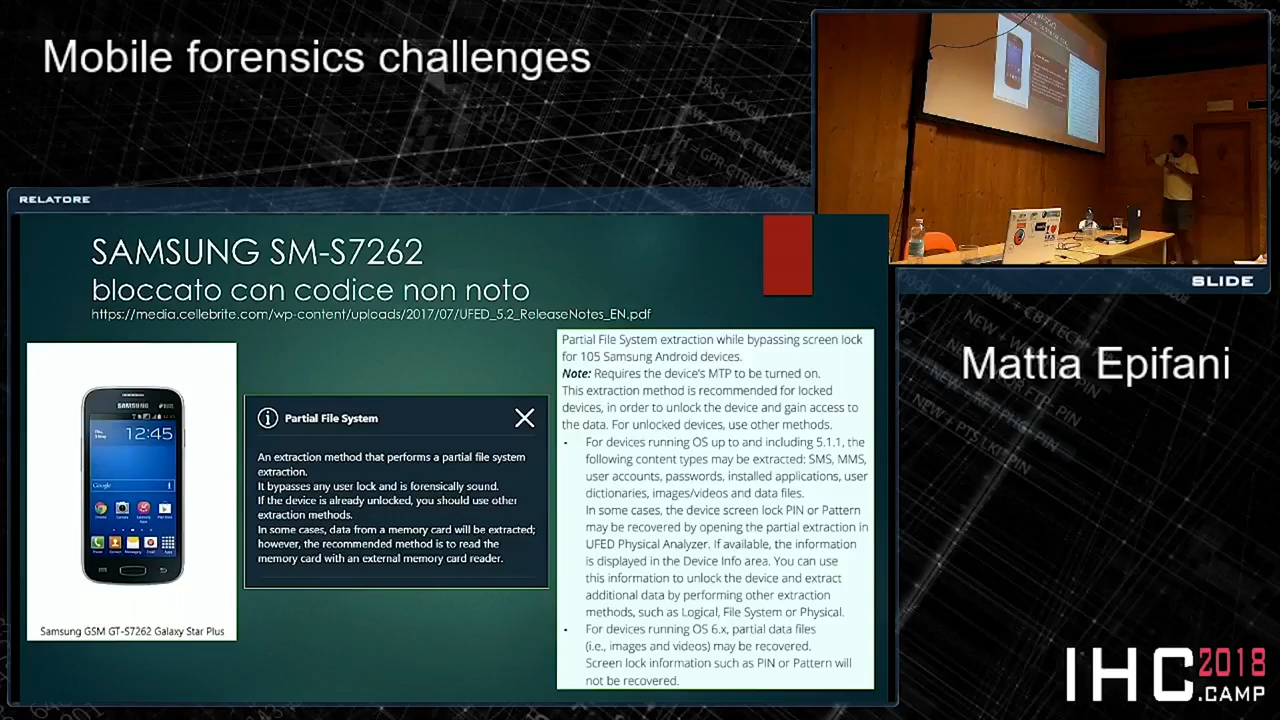 Mobile forensics challenges
RELATORE
SAMSUNG SM-S7262
bloccato con codice non noto
https://media.cellebrite.com/wp-content/uploads/2017/07/UFED_5.2_ReleaseNotes_EN.pdf
SAMSUNG
12:45
Google
Samsung GSM GT-S7262 Galaxy Star Plus
Partial File System
An extraction method that performs a partial file system
extraction.
It bypasses any user lock and is forensically sound.
If the device is already unlocked, you should use other
extraction methods.
In some cases, data from a memory card will be extracted;
however, the recommended method is to read the
memory card with an external memory card reader.
Partial File System extraction while bypassing screen lock
for 105 Samsung Android devices.
Note: Requires the device's MTP to be turned on.
This extraction method is recommended for locked
devices, in order to unlock the device and gain access to
the data. For unlocked devices, use other methods.
- For devices running OS up to and including 5.1.1, the
following content types may be extracted: SMS, MMS,
user accounts, passwords, installed applications, user
dictionaries, images/videos and data files.
In some cases, the device screen lock PIN or Pattern
may be recovered by opening the partial extraction in
UFED Physical Analyzer. If available, the information
is displayed in the Device Info area. You can use
this information to unlock the device and extract
additional data by performing other extraction
methods, such as Logical, File System or Physical.
- For devices running OS 6.x, partial data files
(i.e., images and videos) may be recovered.
Screen lock information such as PIN or Pattern will
not be recovered.
SLIDE
Mattia Epifani
IHC 2018
.CAMP